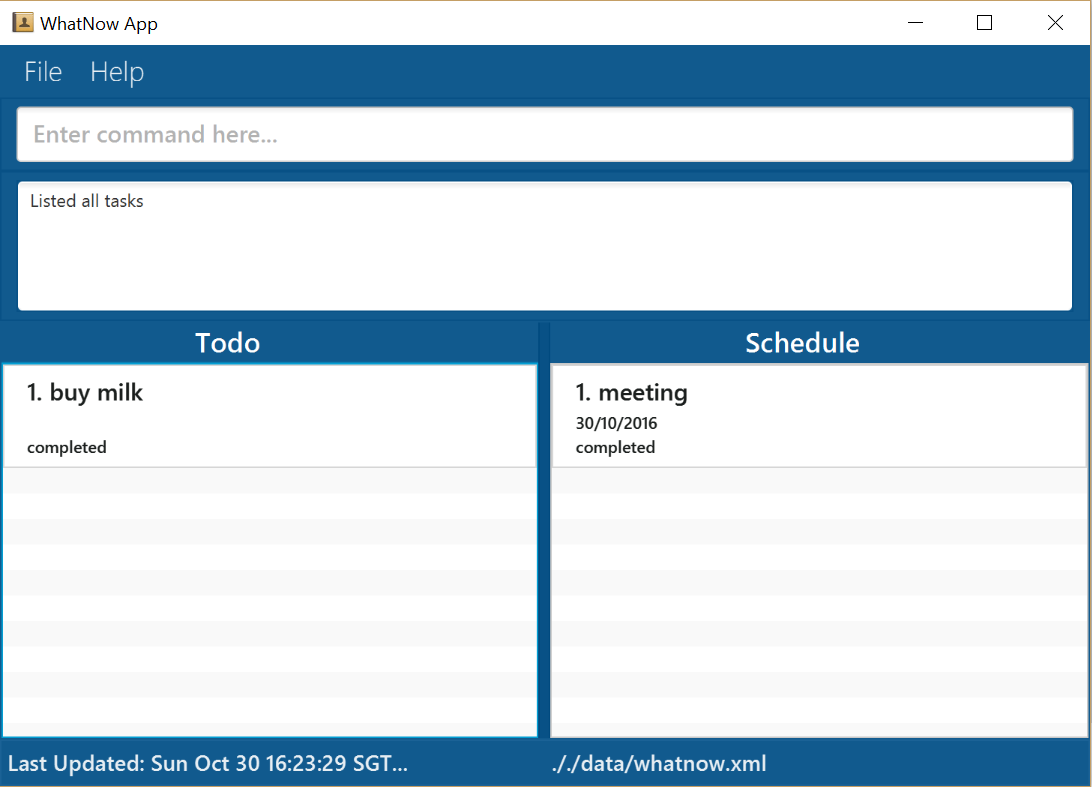 WhatNow App
File Help
Enter command here...
Listed all tasks
Todo
Schedule
1. buy milk
completed
1. meeting
30/10/2016
completed
Last Updated: Sun Oct 30 16:23:29 SGT...
././data/whatnow.xml